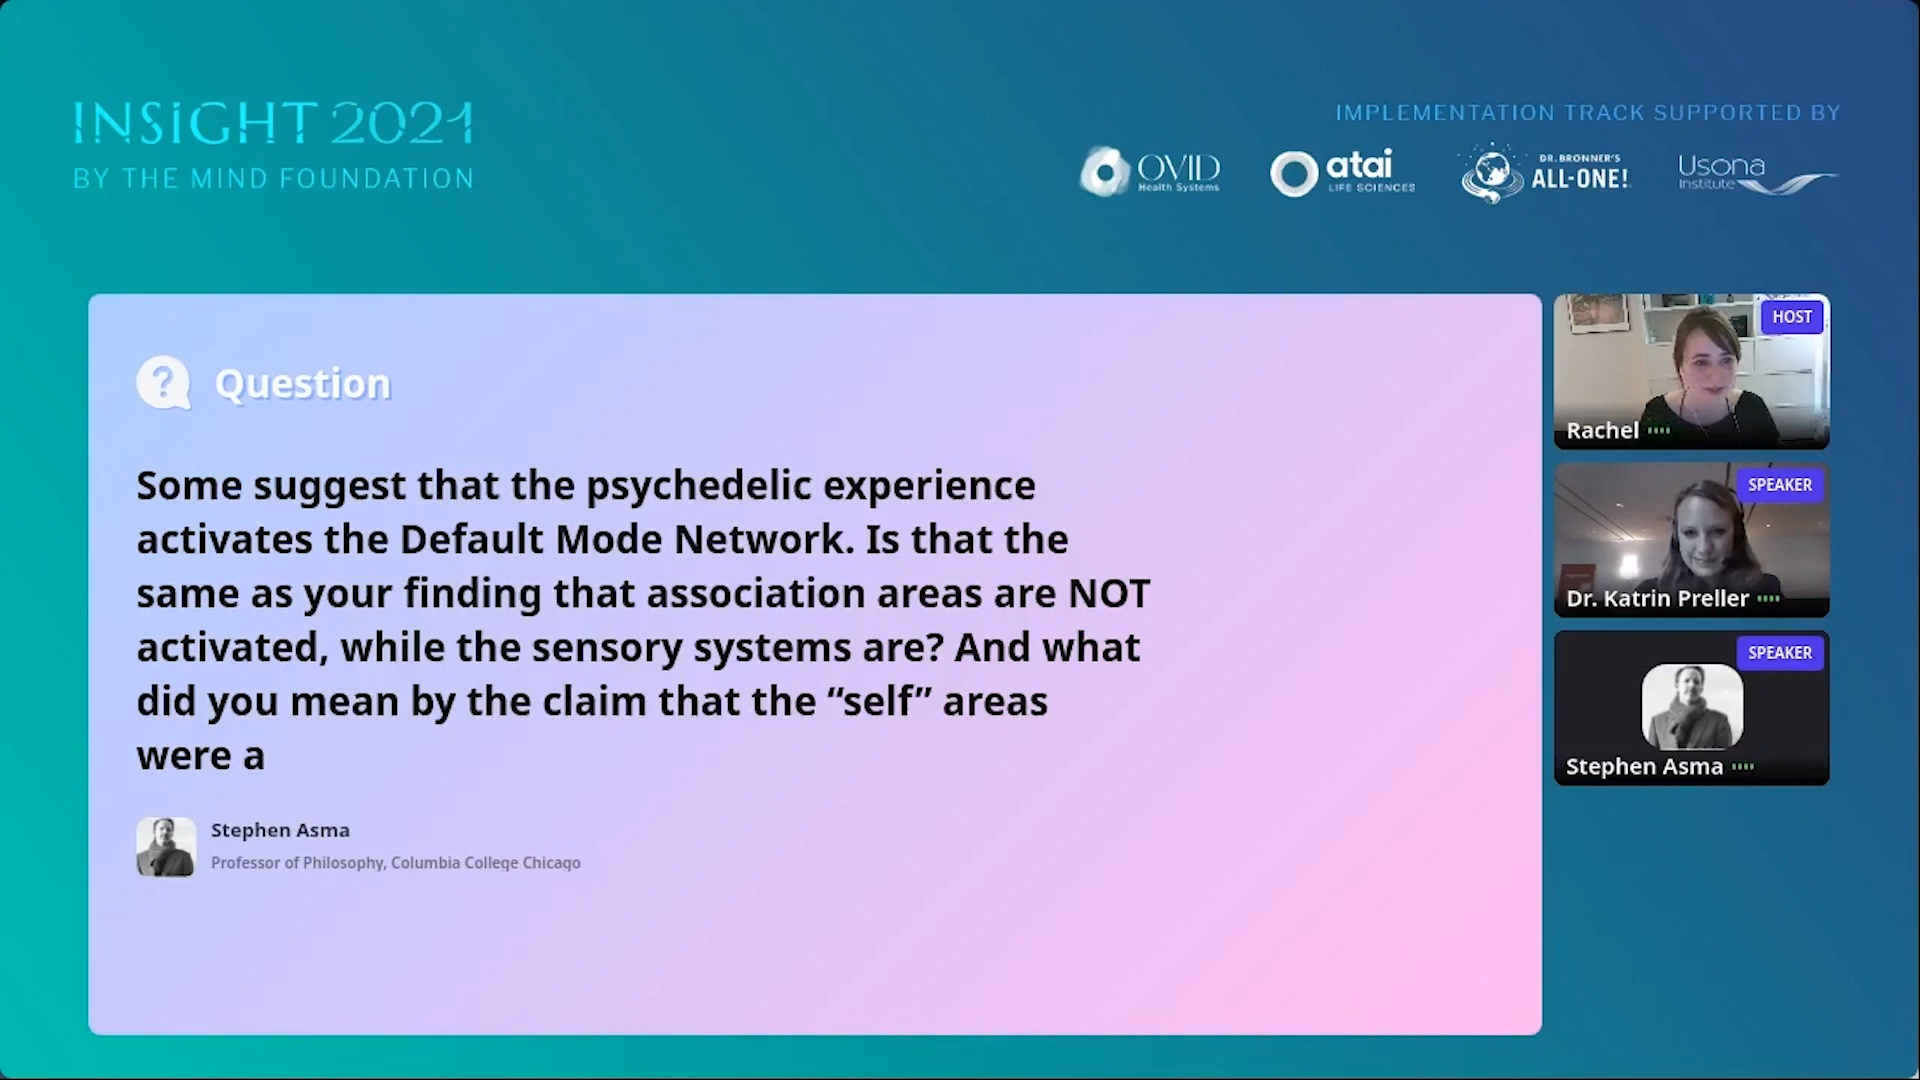 INSiGHT 2021
BY THE MIND FOUNDATION
IMPLEMENTATION TRACK SUPPORTED BY
OVID
Health Systems
atai
LIFE SCIENCES
DR. BRONNER'S
ALL-ONE!
Usona
Institute
Question
Some suggest that the psychedelic experience
activates the Default Mode Network. Is that the
same as your finding that association areas are NOT
activated, while the sensory systems are? And what
did you mean by the claim that the “self” areas
were a
Stephen Asma
Professor of Philosophy, Columbia College Chicago
HOST
Rachel
SPEAKER
Dr. Katrin Preller
SPEAKER
Stephen Asma